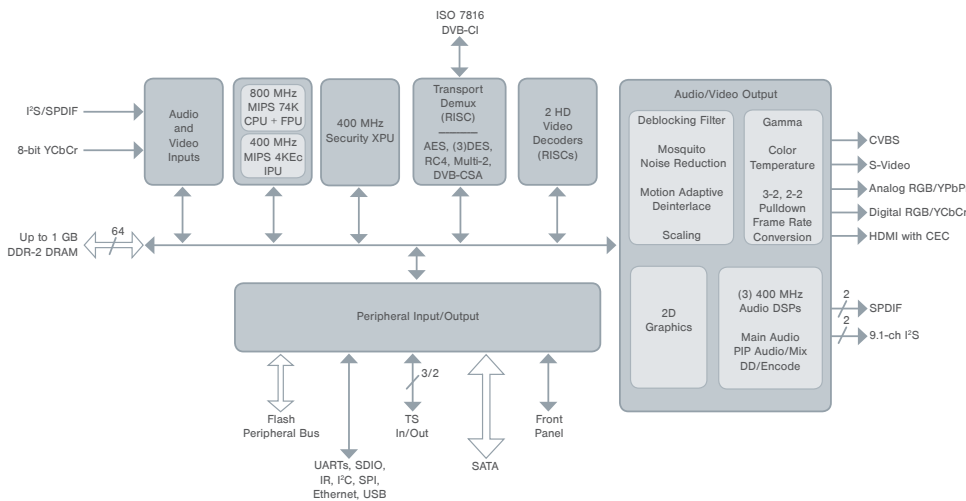 ISO 7816
DVB-CI
I²S/SPDIF
8-bit YCbCr
Audio
and
Video
Inputs
800 MHz
MIPS 74K
CPU + FPU
400 MHz
MIPS 4KEc
IPU
400 MHz
Security XPU
Transport
Demux
(RISC)
AES, (3)DES,
RC4, Multi-2,
DVB-CSA
2 HD
Video
Decoders
(RISCs)
Audio/Video Output
Deblocking Filter
Mosquito
Noise Reduction
Motion Adaptive
Deinterlace
Scaling
Gamma
Color
Temperature
3-2, 2-2
Pulldown
Frame Rate
Conversion
CVBS
S-Video
Analog RGB/YPbP
Digital RGB/YCbCr
HDMI with CEC
Up to 1 GB
DDR-2 DRAM
64
Peripheral Input/Output
2D
Graphics
(3) 400 MHz
Audio DSPs
Main Audio
PIP Audio/Mix
DD/Encode
2
SPDIF
2
9.1-ch I²S
Flash
Peripheral Bus
UARTs, SDIO,
IR, I²C, SPI,
Ethernet, USB
3/2
TS
In/Out
SATA
Front
Panel